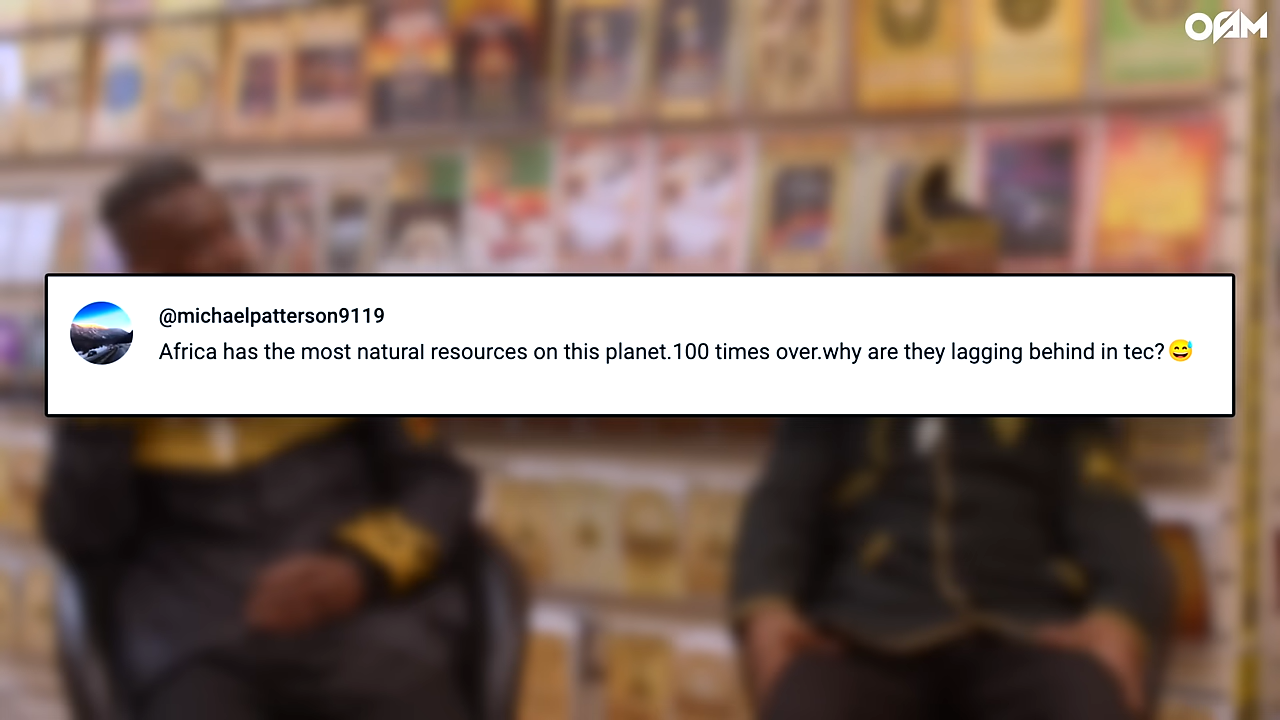 OSAM
@michaelpatterson9119
Africa has the most natural resources on this planet.100 times over.why are they lagging behind in tec?😅